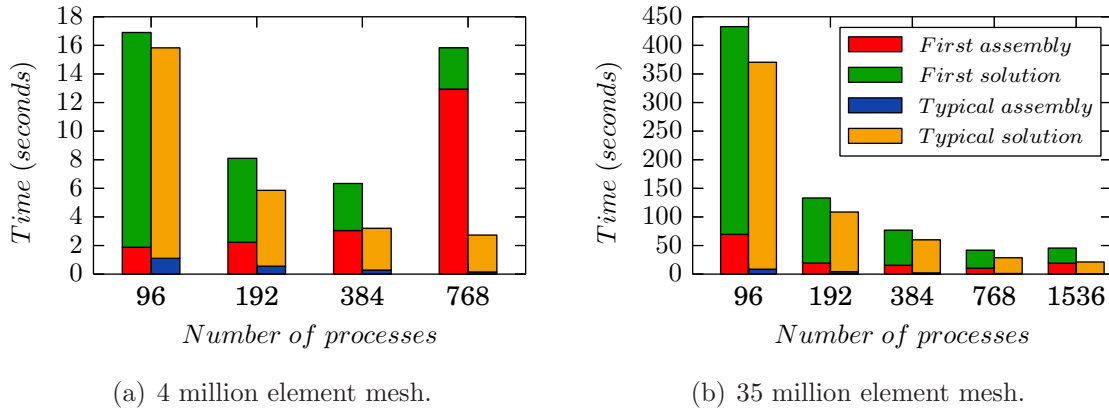 18
16
14
12
10
8
6
4
2
0
Time (seconds)
96 192 384 768
Number of processes
(a) 4 million element mesh.
450
400
350
300
250
200
150
100
50
0
Time (seconds)
First assembly
First solution
Typical assembly
Typical solution
96 192 384 768 1536
Number of processes
(b) 35 million element mesh.